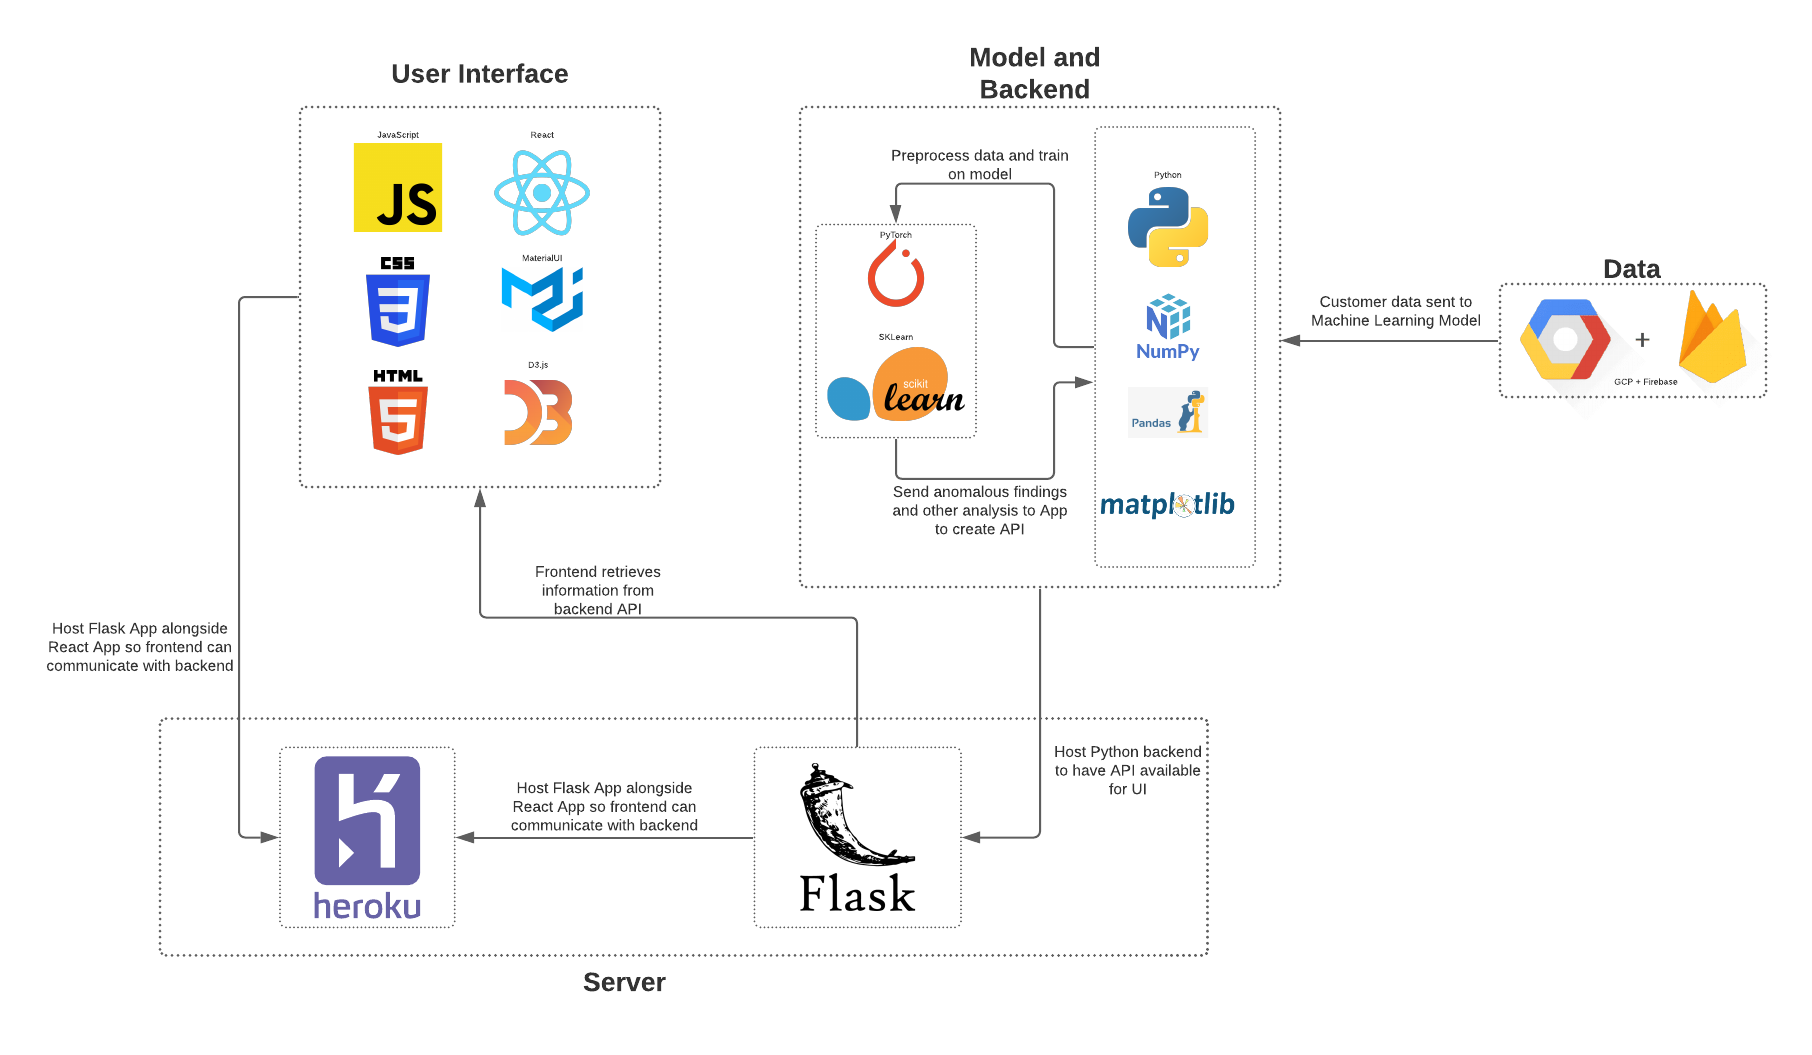 User Interface
JavaScript
JS
React
CSS
MaterialUI
HTML
D3.js
Model and
Backend
Preprocess data and train
on model
PyTorch
SKLearn
scikit
learn
Send anomalous findings
and other analysis to App
to create API
Python
NumPy
Pandas
matplotlib
Customer data sent to
Machine Learning Model
Data
+
GCP + Firebase
Frontend retrieves
information from
backend API
Host Flask App alongside
React App so frontend can
communicate with backend
heroku
Host Flask App alongside
React App so frontend can
communicate with backend
Flask
Host Python backend
to have API available
for UI
Server